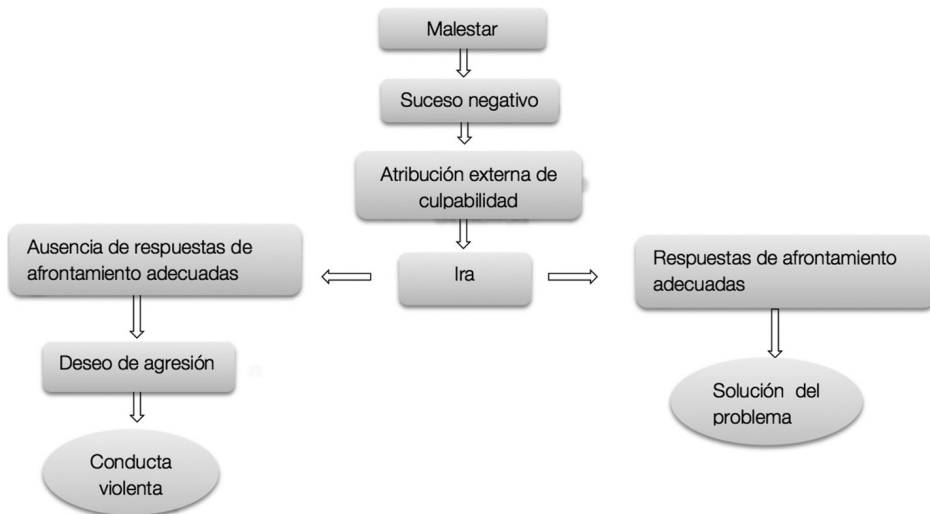 Malestar
Suceso negativo
Atribución externa de
culpabilidad
Ira
Ausencia de respuestas de
afrontamiento adecuadas
Deseo de agresión
Conducta
violenta
Respuestas de afrontamiento
adecuadas
Solución del
problema